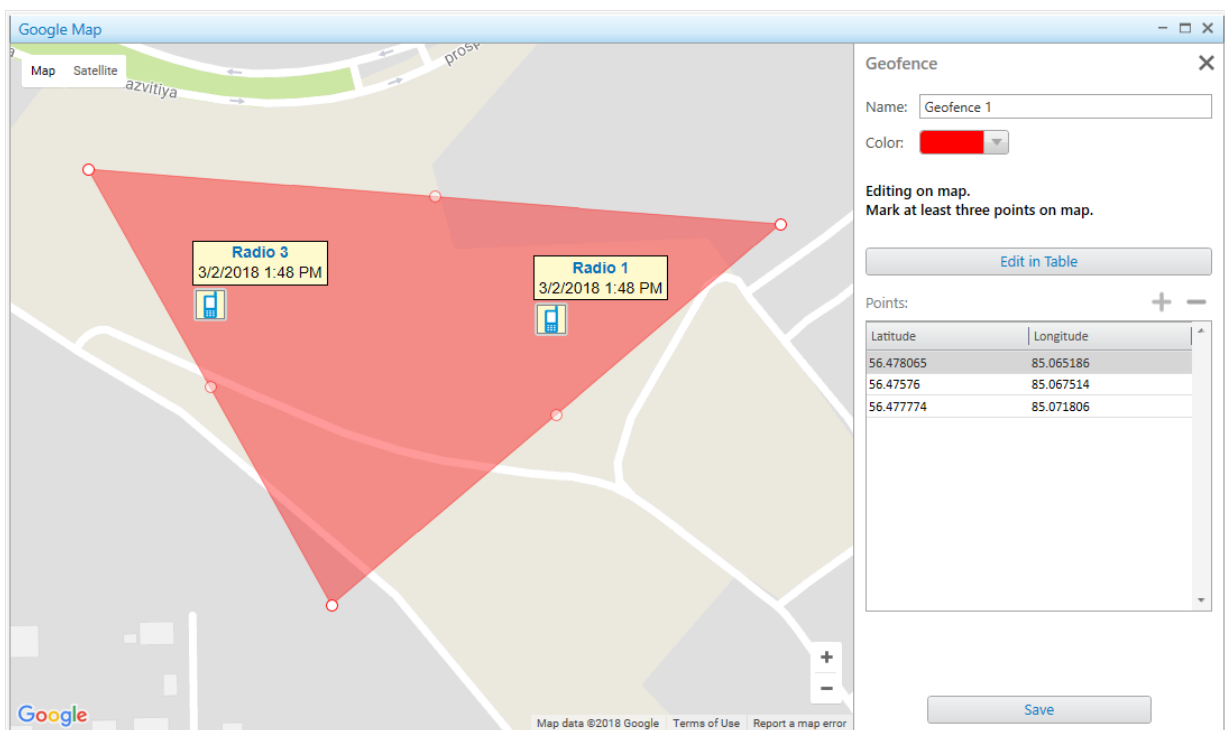 Google Map
Map
Satellite
azvitiya
prosp
Radio 3
3/2/2018 1:48 PM
Radio 1
3/2/2018 1:48 PM
Google
Map data ©2018 Google
Terms of Use
Report a map error
Geofence
Name: Geofence 1
Color:
Editing on map.
Mark at least three points on map.
Edit in Table
Points:
Latitude Longitude
56.478065 85.065186
56.47576 85.067514
56.477774 85.071806
Save